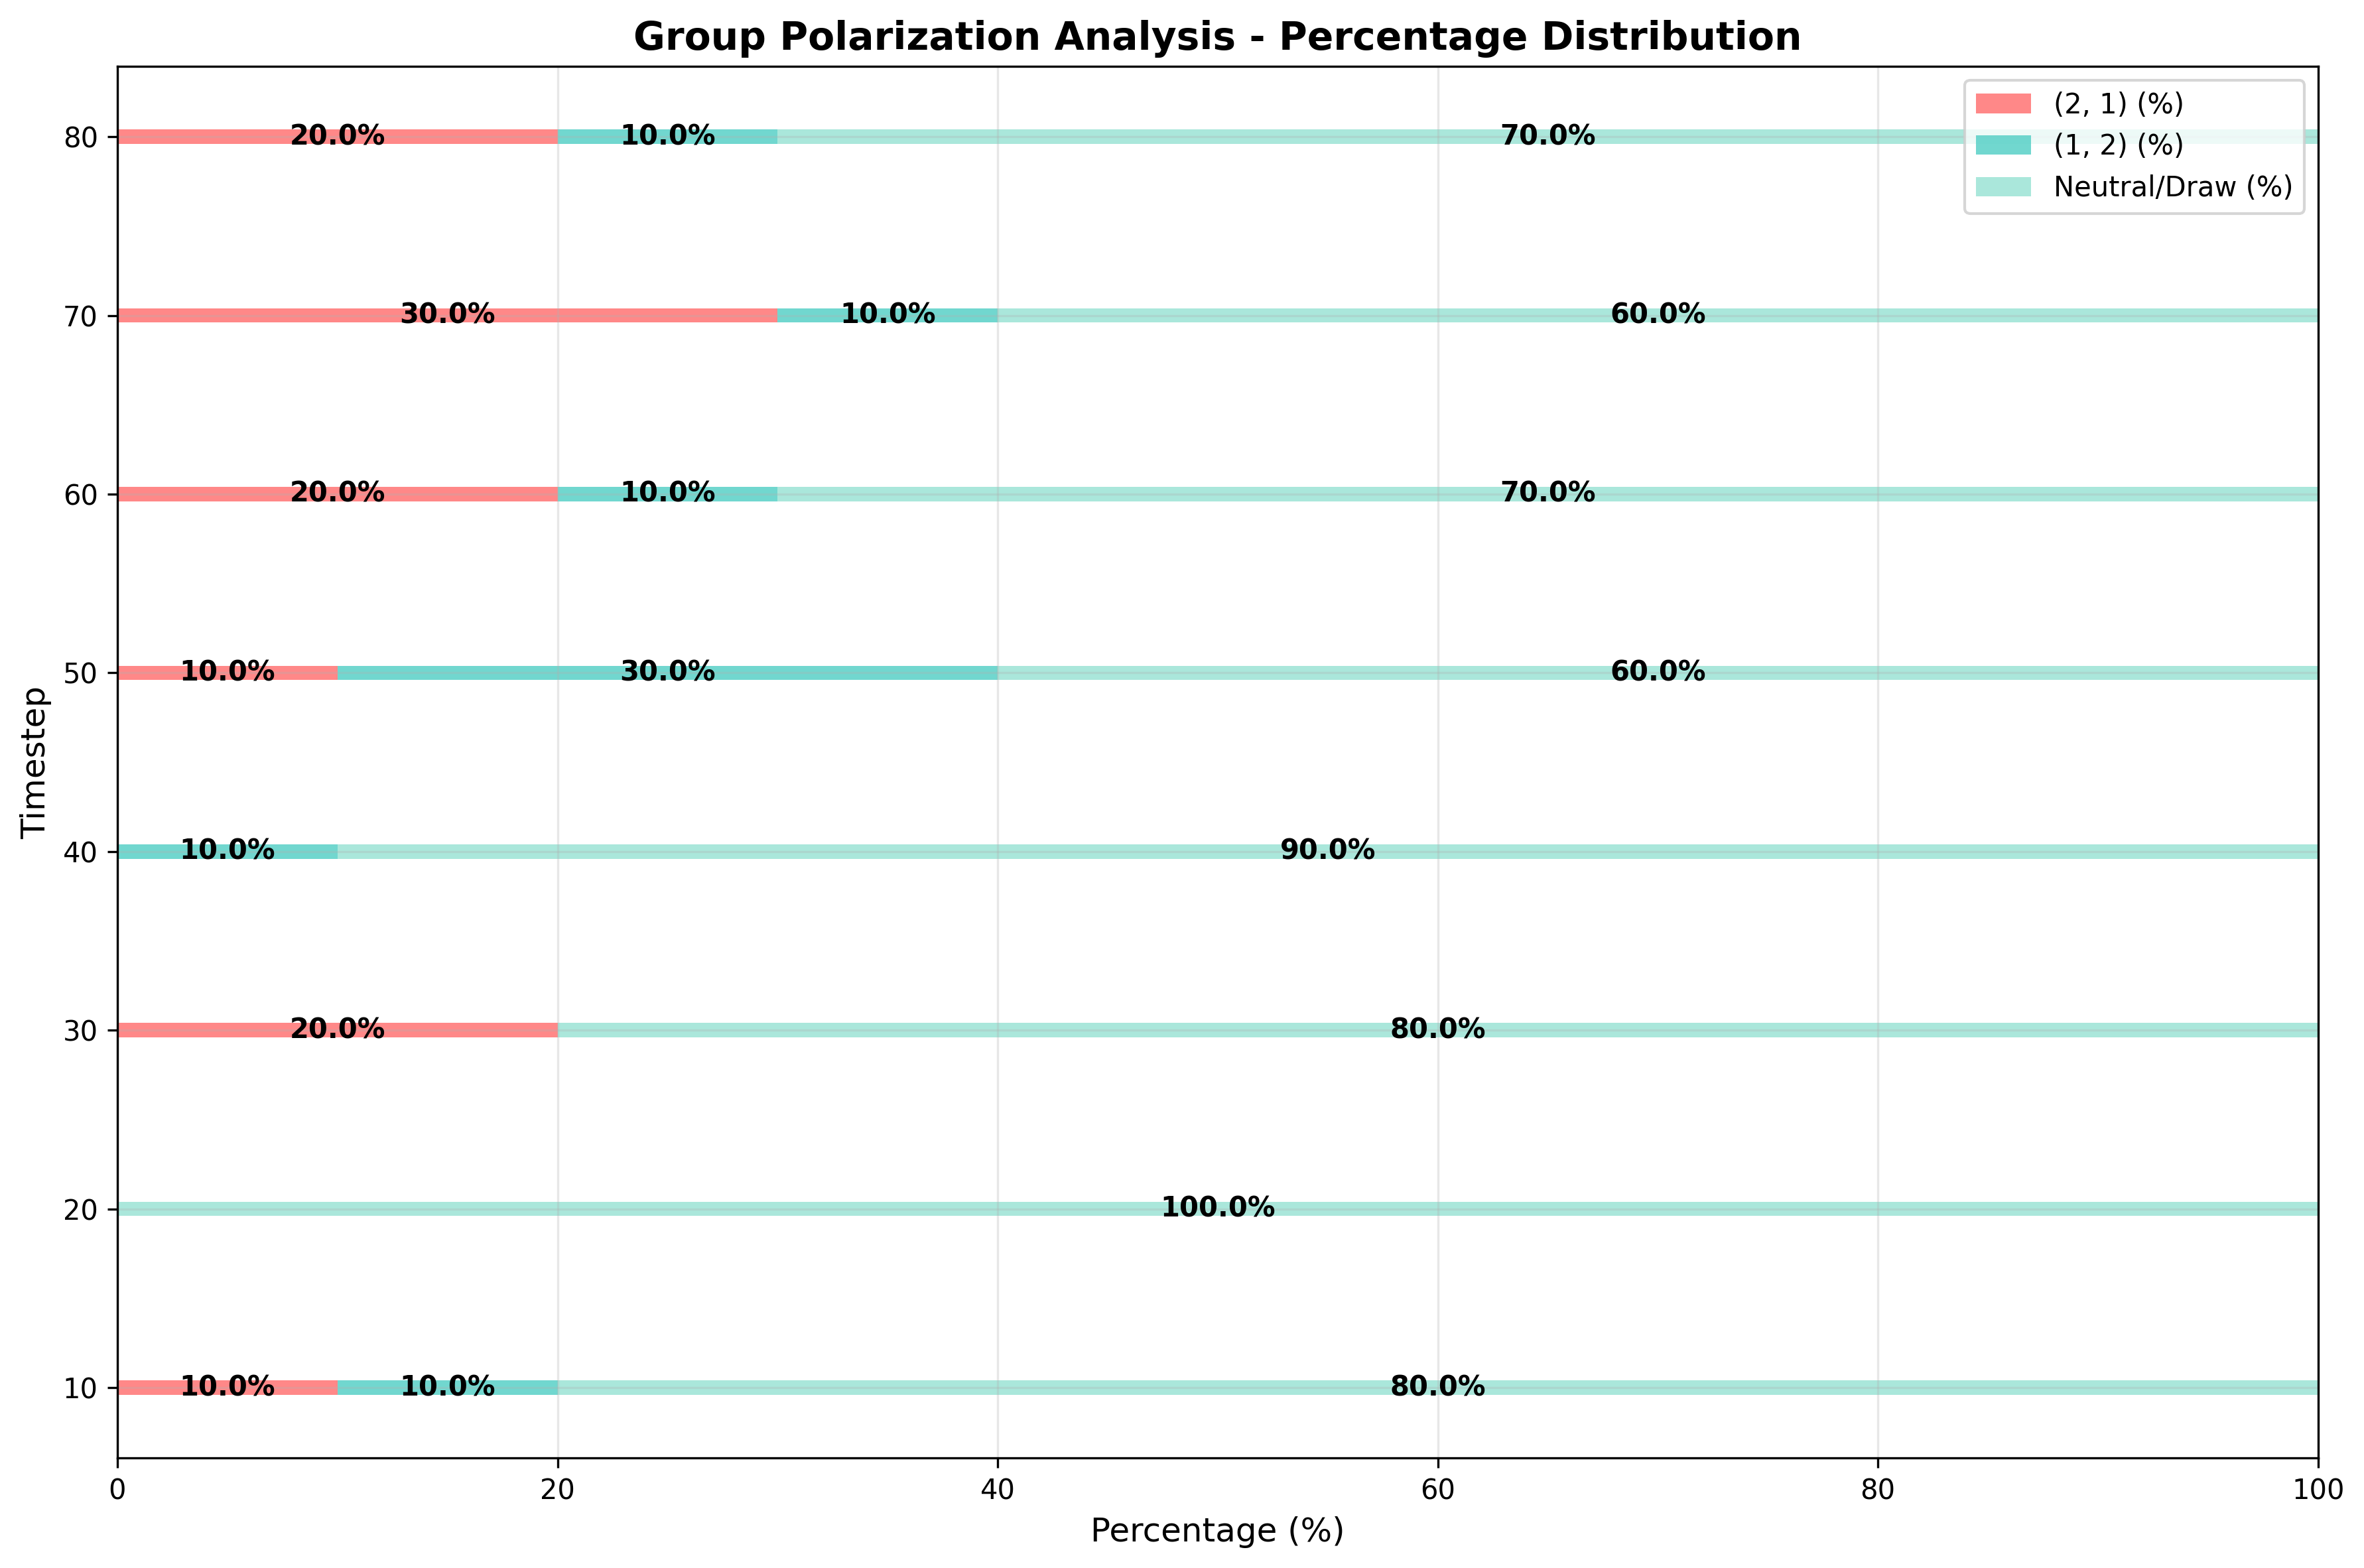 Group Polarization Analysis - Percentage Distribution
(2, 1) (%)
(1, 2) (%)
Neutral/Draw (%)
Timestep
80
20.0% 10.0% 70.0%
70
30.0% 10.0% 60.0%
60
20.0% 10.0% 70.0%
50
10.0% 30.0% 60.0%
40
10.0% 90.0%
30
20.0% 80.0%
20
100.0%
10
10.0% 10.0% 80.0%
0 20 40 60 80 100
Percentage (%)